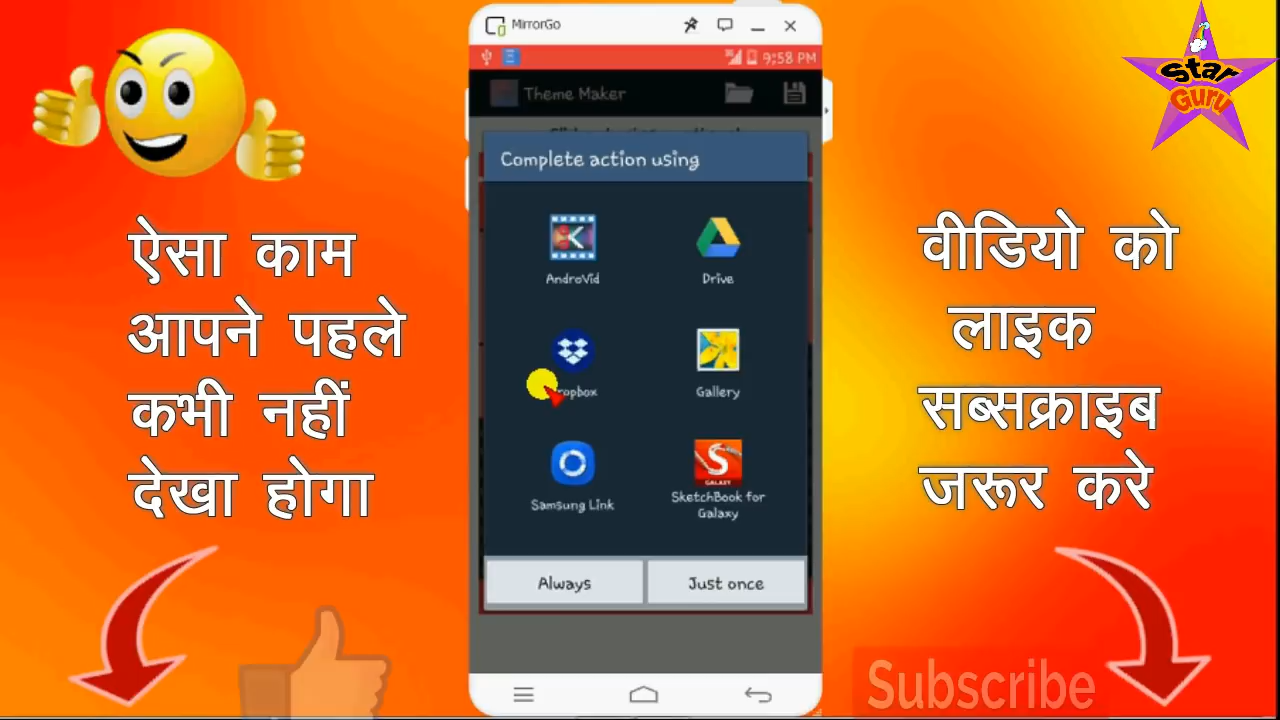 MirrorGo
9:58 PM
Star
Guru
Theme Maker
Complete action using
AndroVid
Drive
Gallery
Samsung Link
SketchBook for
Galaxy
Always
Just once
ऐसा काम
आपने पहले
कभी नहीं
देखा होगा
वीडियो को
लाइक
सब्सक्राइब
जरूर करे
Subscribe